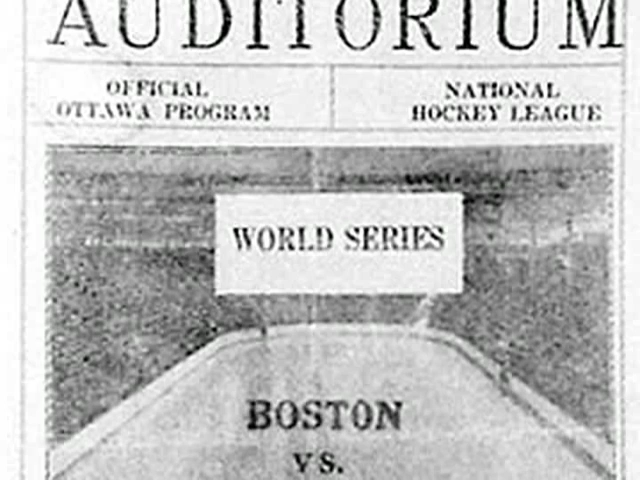 AUDITORIUM
OFFICIAL
OTTAWA PROGRAM
NATIONAL
HOCKEY LEAGUE
WORLD SERIES
BOSTON
VS.